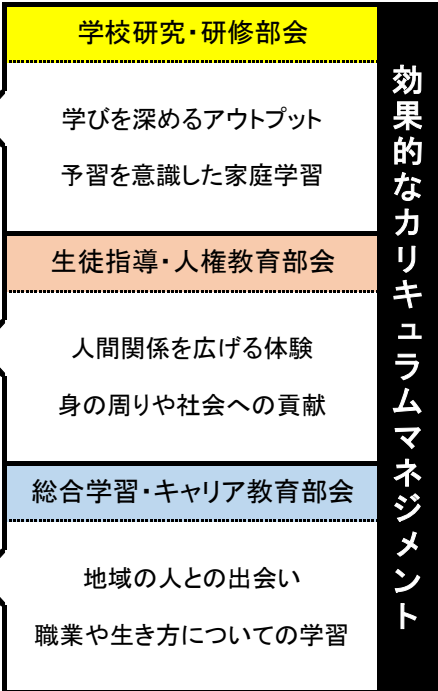 学校研究・研修部会
学びを深めるアウトプット
予習を意識した家庭学習
生徒指導・人権教育部会
人間関係を広げる体験
身の周りや社会への貢献
総合学習・キャリア教育部会
地域の人との出会い
職業や生き方についての学習
効果的なカリキュラムマネジメント